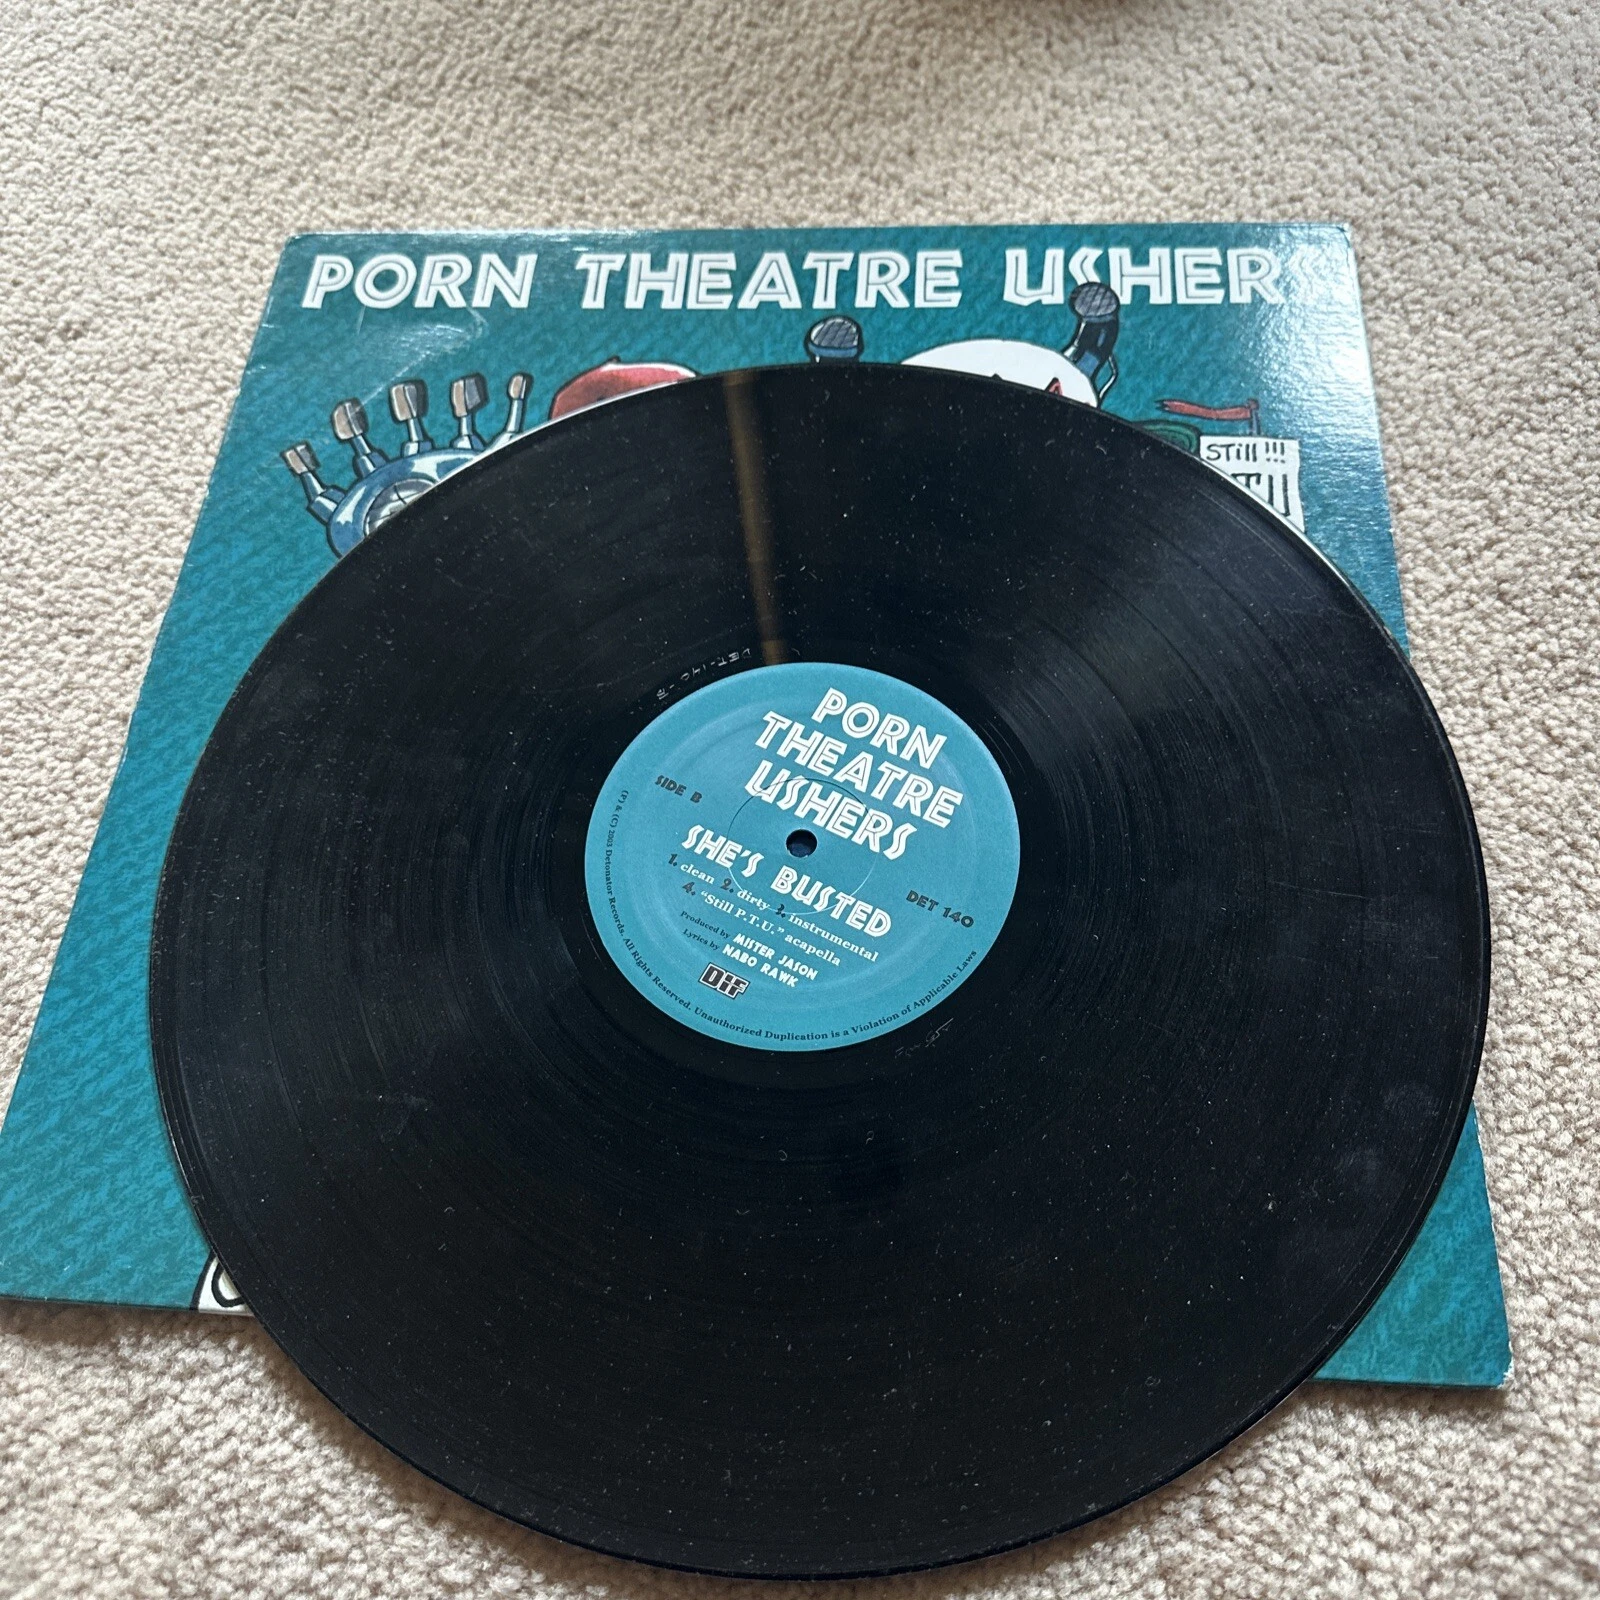 PORN THEATRE USHERS
STill !!!
PORN
THEATRE
USHERS
SIDE B
SHE'S BUSTED
DET 140
1. clean 2. dirty 3. instrumental
4. "Still P.T.U." acapella
Produced by MISTER JASON
Lyrics by NABO RAWK
DiF
(P) & (C) 2003 Detonator Records. All Rights Reserved. Unauthorized Duplication is a Violation of Applicable Laws